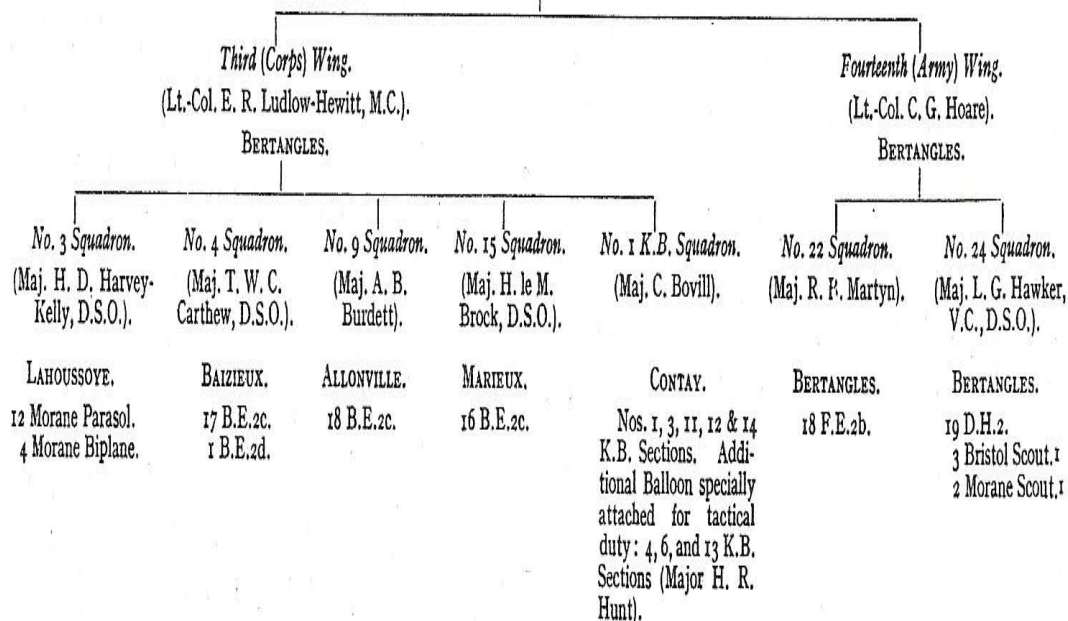 Third (Corps) Wing.
(Lt.-Col. E. R. Ludlow-Hewitt, M.C.).
BERTANGLES.
Fourteenth (Army) Wing.
(Lt.-Col. C. G. Hoare).
BERTANGLES.
No. 3 Squadron.
(Maj. H. D. Harvey-
Kelly, D.S.O.).
LAHOUSSOYE.
12 Morane Parasol.
4 Morane Biplane.
No. 4 Squadron.
(Maj. T. W. C.
Carthew, D.S.O.).
BAIZIEUX.
17 B.E.2c.
1 B.E.2d.
No. 9 Squadron.
(Maj. A. B.
Burdett).
ALLONVILLE.
18 B.E.2c.
No. 15 Squadron.
(Maj. H. le M.
Brock, D.S.O.).
MARIEUX.
16 B.E.2c.
No. 1 K.B. Squadron.
(Maj. C. Bovill).
CONTAY.
Nos. 1, 3, 11, 12 & 14
K.B. Sections. Addi-
tional Balloon specially
attached for tactical
duty: 4, 6, and 13 K.B.
Sections (Major H. R.
Hunt).
No. 22 Squadron.
(Maj. R. B. Martyn).
BERTANGLES.
18 F.E.2b.
No. 24 Squadron.
(Maj. L. G. Hawker,
V.C., D.S.O.).
BERTANGLES.
19 D.H.2.
3 Bristol Scout.¹
2 Morane Scout.¹